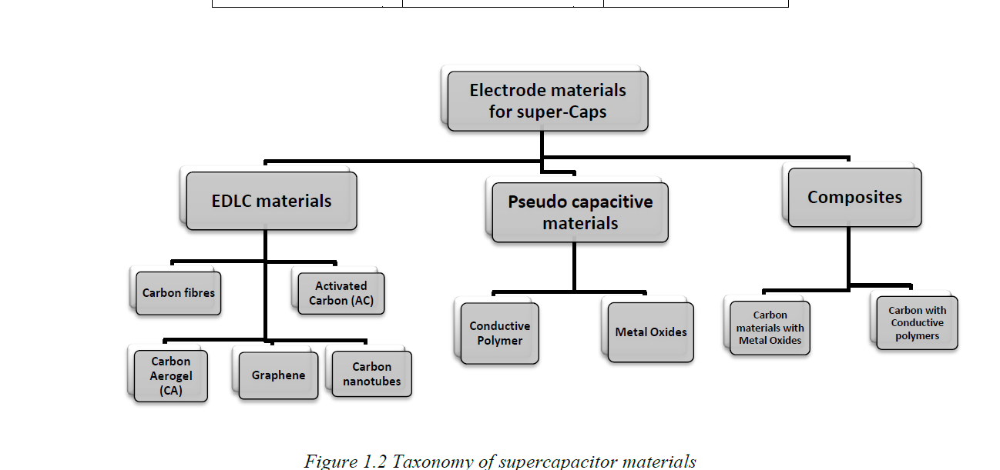 Electrode materials
for super-Caps
EDLC materials
Pseudo capacitive
materials
Composites
Carbon fibres
Activated
Carbon (AC)
Carbon
Aerogel
(CA)
Graphene
Carbon
nanotubes
Conductive
Polymer
Metal Oxides
Carbon
materials with
Metal Oxides
Carbon with
Conductive
polymers
Figure 1.2 Taxonomy of supercapacitor materials